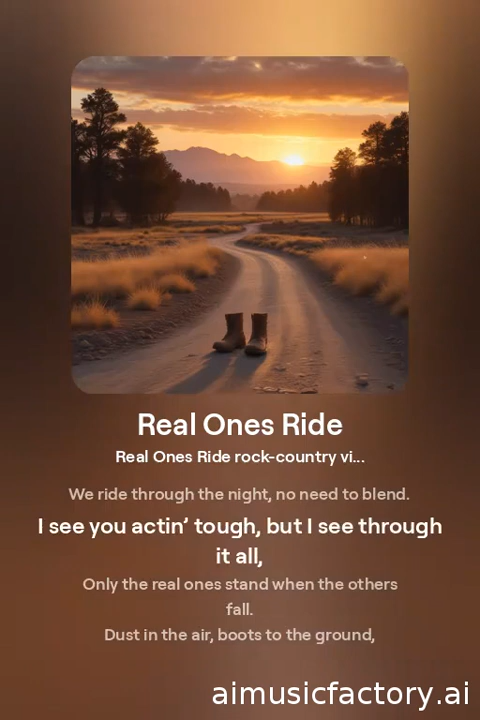 Real Ones Ride
Real Ones Ride rock-country vi...
We ride through the night, no need to blend.
I see you actin’ tough, but I see through
it all,
Only the real ones stand when the others
fall.
Dust in the air, boots to the ground,
aimusicfactory.ai